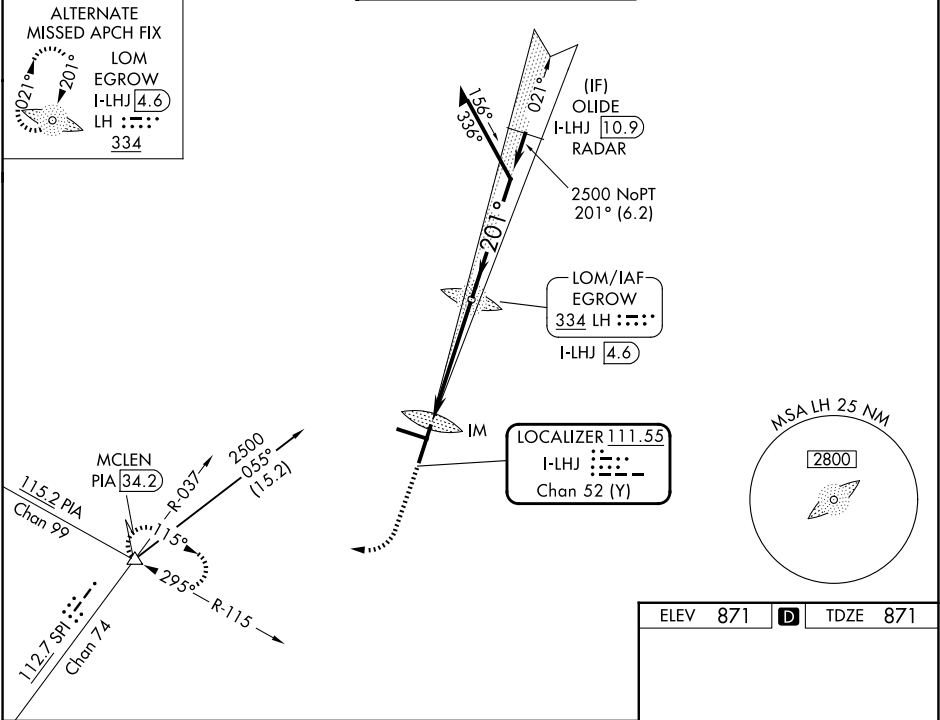 ALTERNATE
MISSED APCH FIX
LOM
EGROW
I-LHJ 4.6
LH
334
021°
201°
156°
336°
021°
(IF)
OLIDE
I-LHJ 10.9
RADAR
2500 NoPT
201° (6.2)
201°
LOM/IAF
EGROW
334 LH
I-LHJ 4.6
IM
LOCALIZER 111.55
I-LHJ
Chan 52 (Y)
MSA LH 25 NM
2800
MCLEN
PIA 34.2
R-037
2500
055°
(15.2)
115.2 PIA
Chan 99
115°
295°
R-115
112.7 SPI
Chan 74
ELEV 871 D TDZE 871